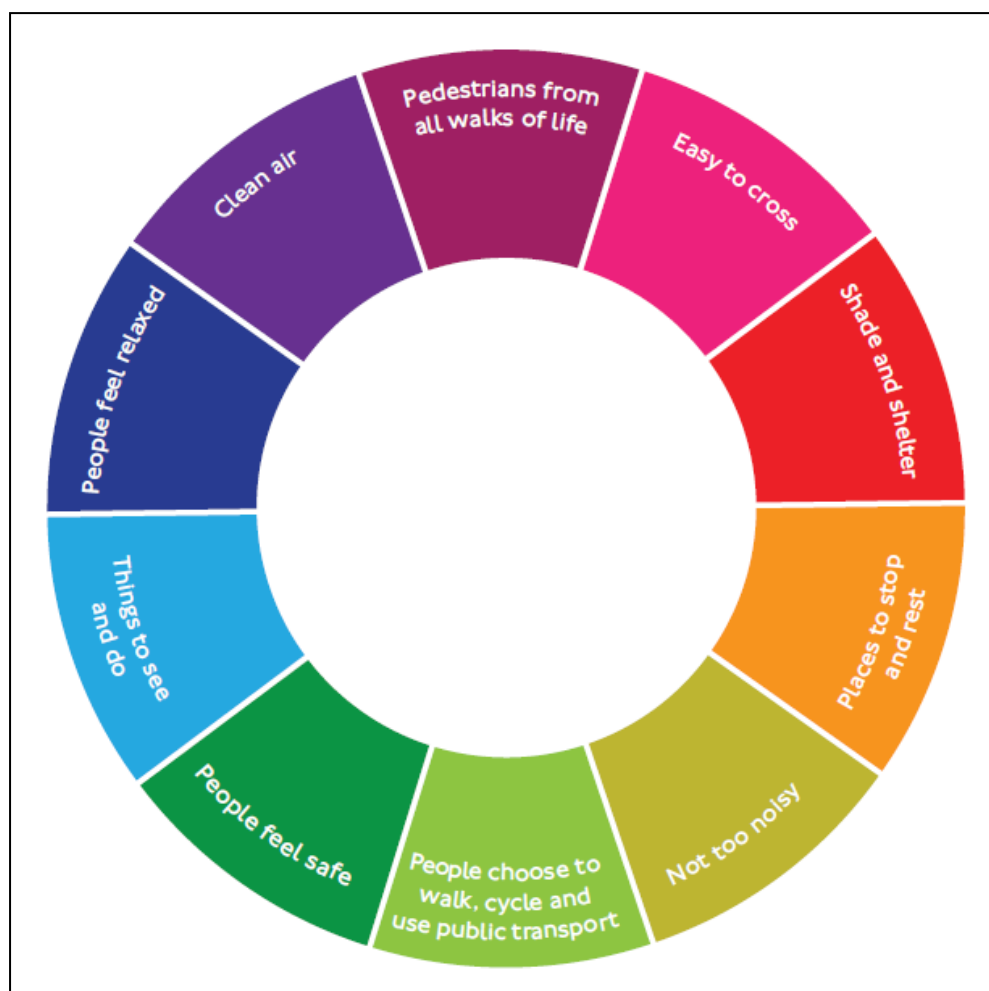 Pedestrians from
all walks of life
Easy to cross
Shade and shelter
Places to stop
and rest
Not too noisy
People choose to
walk, cycle and
use public transport
People feel safe
Things to see
and do
People feel relaxed
Clean air